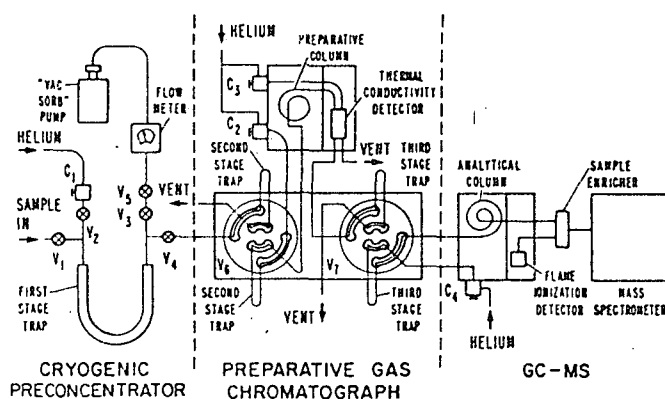 "VAC
SORB"
PUMP
FLOW
METER
HELIUM
C1
SAMPLE
IN
V1
V2
V5
V3
V4
VENT
FIRST
STAGE
TRAP
CRYOGENIC
PRECONCENTRATOR
HELIUM
PREPARATIVE
COLUMN
C3
C2
THERMAL
CONDUCTIVITY
DETECTOR
VENT
SECOND
STAGE
TRAP
THIRD
STAGE
TRAP
V6
V7
SECOND
STAGE
TRAP
VENT
THIRD
STAGE
TRAP
PREPARATIVE GAS
CHROMATOGRAPH
ANALYTICAL
COLUMN
SAMPLE
ENRICHER
C4
HELIUM
FLAME
IONIZATION
DETECTOR
MASS
SPECTROMETER
GC-MS